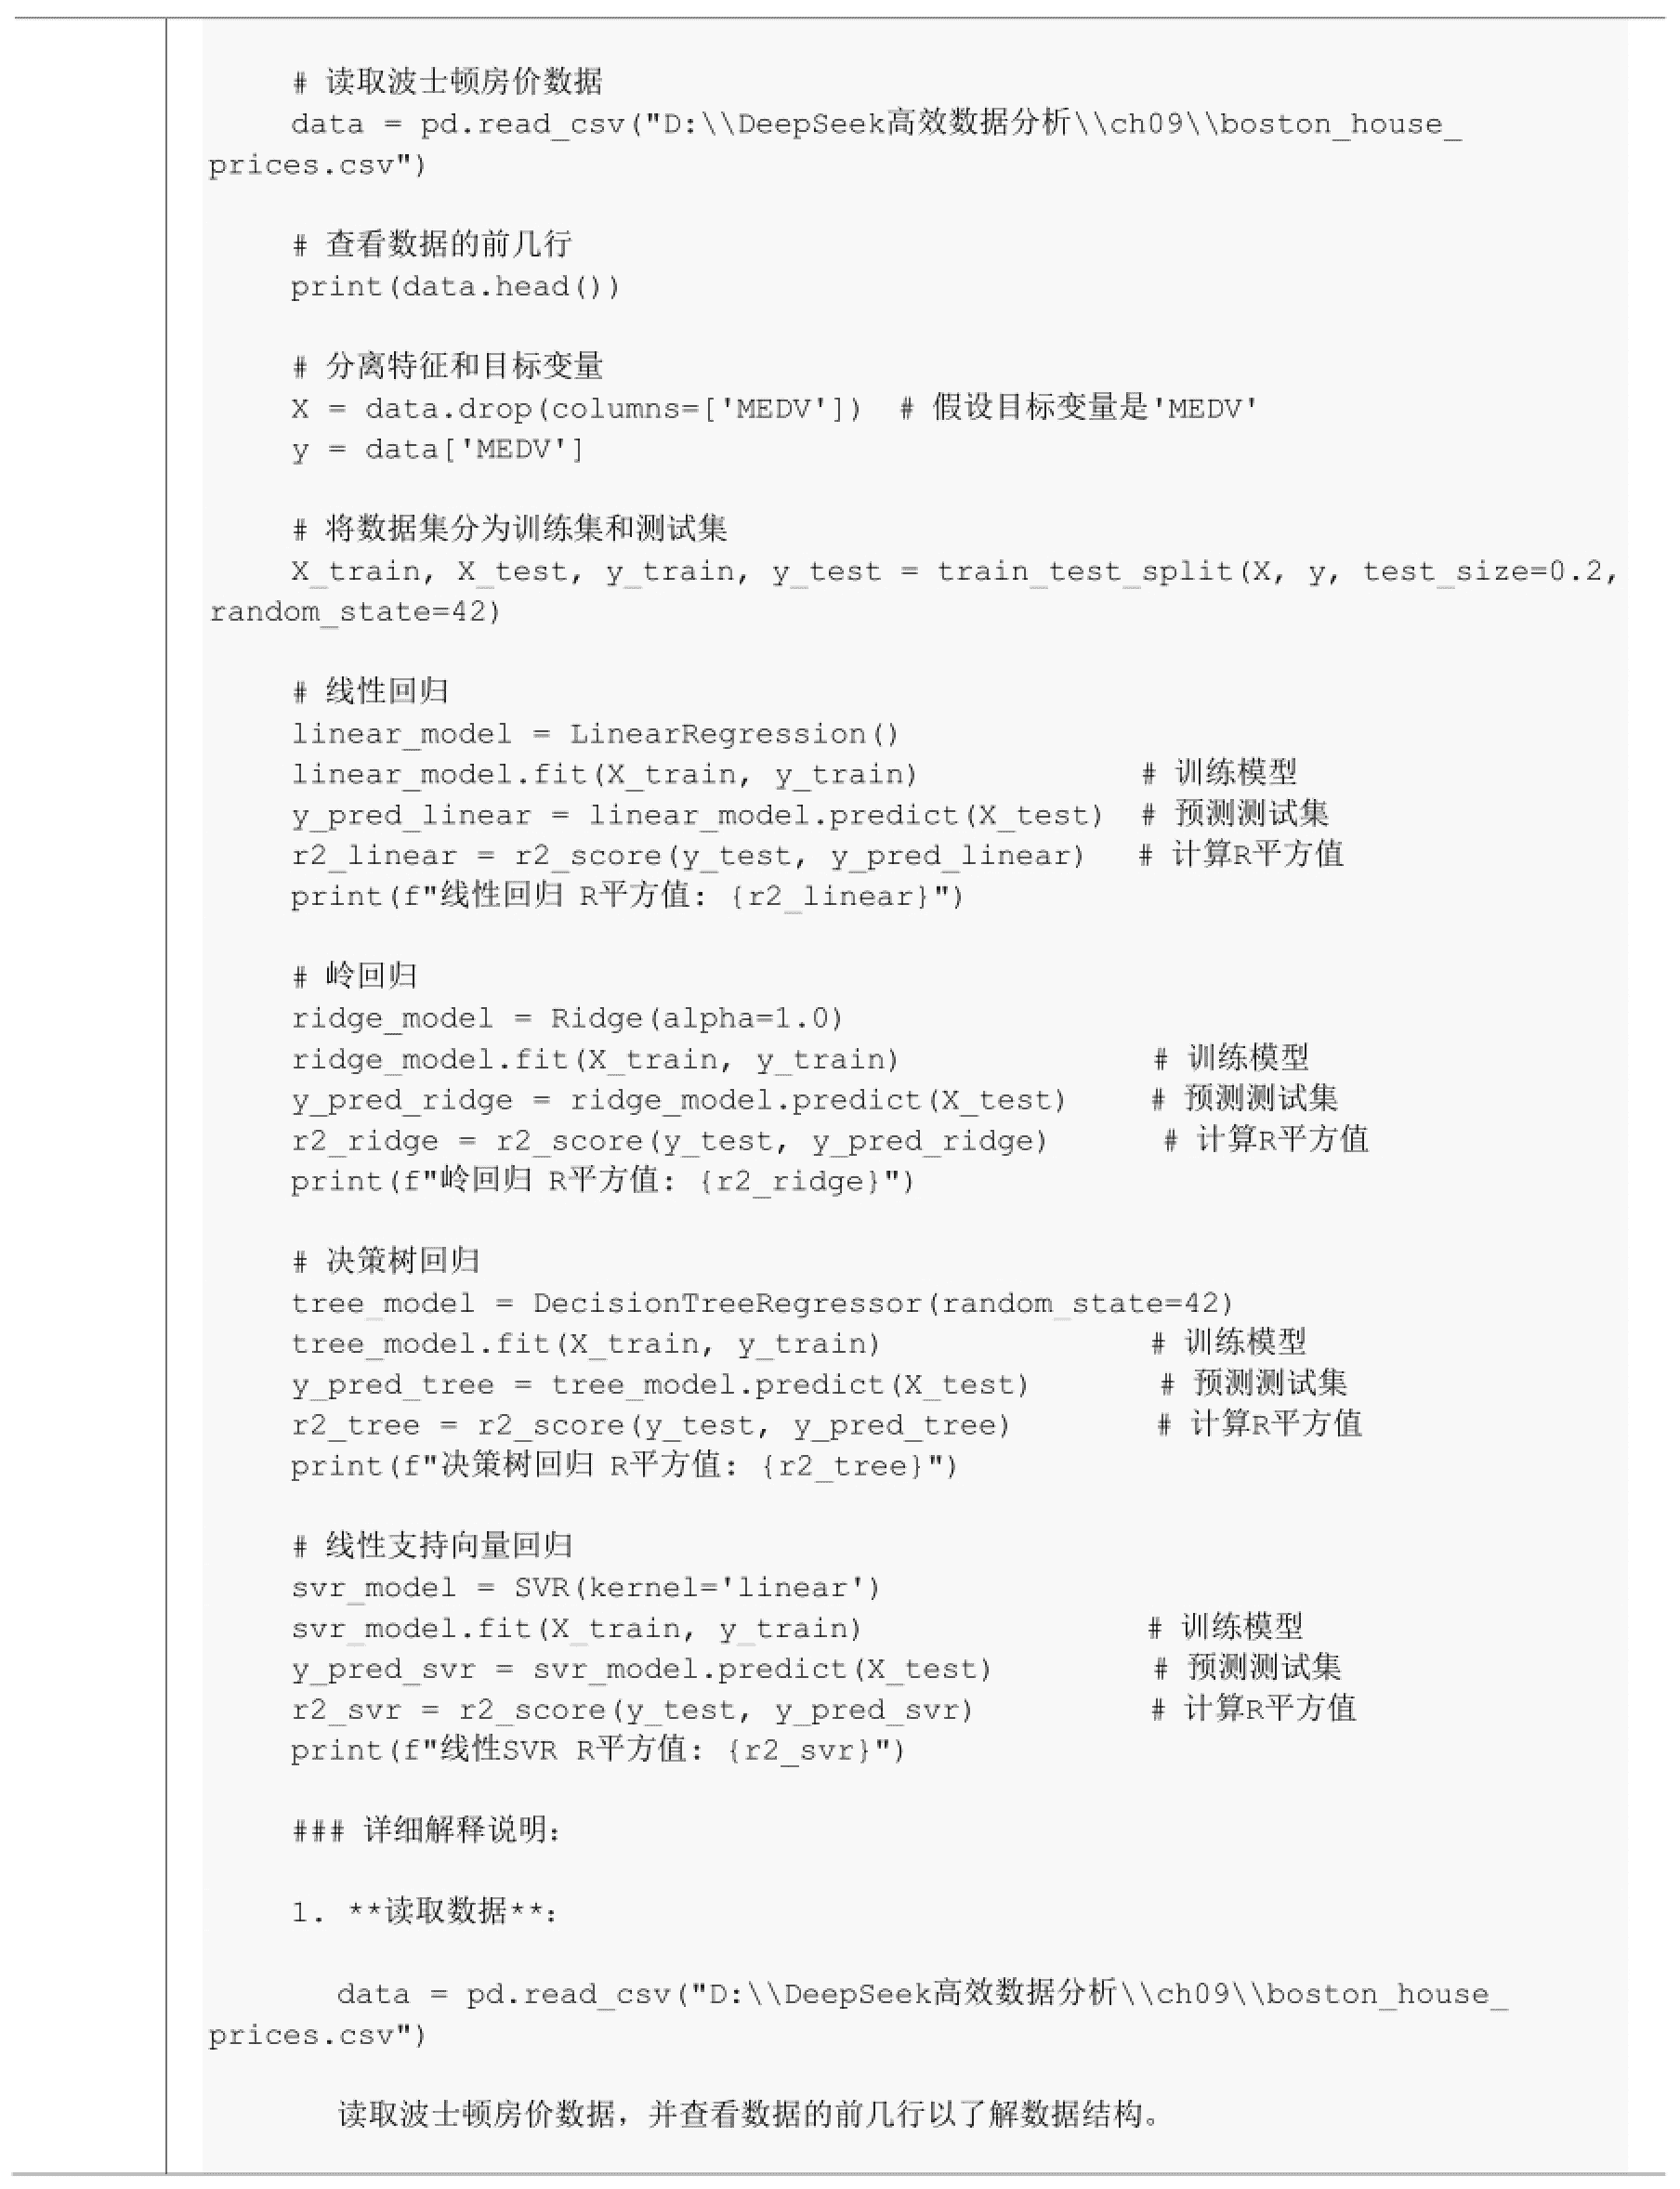 # 读取波士顿房价数据
data = pd.read_csv("D:\\DeepSeek高效数据分析\\ch09\\boston_house_
prices.csv")
# 查看数据的前几行
print(data.head())
# 分离特征和目标变量
X = data.drop(columns=['MEDV'])  # 假设目标变量是'MEDV'
y = data['MEDV']
# 将数据集分为训练集和测试集
X_train, X_test, y_train, y_test = train_test_split(X, y, test_size=0.2,
random_state=42)
# 线性回归
linear_model = LinearRegression()
linear_model.fit(X_train, y_train)  # 训练模型
y_pred_linear = linear_model.predict(X_test)  # 预测测试集
r2_linear = r2_score(y_test, y_pred_linear)  # 计算R平方值
print(f"线性回归 R平方值: {r2_linear}")
# 岭回归
ridge_model = Ridge(alpha=1.0)
ridge_model.fit(X_train, y_train)  # 训练模型
y_pred_ridge = ridge_model.predict(X_test)  # 预测测试集
r2_ridge = r2_score(y_test, y_pred_ridge)  # 计算R平方值
print(f"岭回归 R平方值: {r2_ridge}")
# 决策树回归
tree_model = DecisionTreeRegressor(random_state=42)
tree_model.fit(X_train, y_train)  # 训练模型
y_pred_tree = tree_model.predict(X_test)  # 预测测试集
r2_tree = r2_score(y_test, y_pred_tree)  # 计算R平方值
print(f"决策树回归 R平方值: {r2_tree}")
# 线性支持向量回归
svr_model = SVR(kernel='linear')
svr_model.fit(X_train, y_train)  # 训练模型
y_pred_svr = svr_model.predict(X_test)  # 预测测试集
r2_svr = r2_score(y_test, y_pred_svr)  # 计算R平方值
print(f"线性SVR R平方值: {r2_svr}")
### 详细解释说明：
1. **读取数据**：
data = pd.read_csv("D:\\DeepSeek高效数据分析\\ch09\\boston_house_
prices.csv")
读取波士顿房价数据，并查看数据的前几行以了解数据结构。